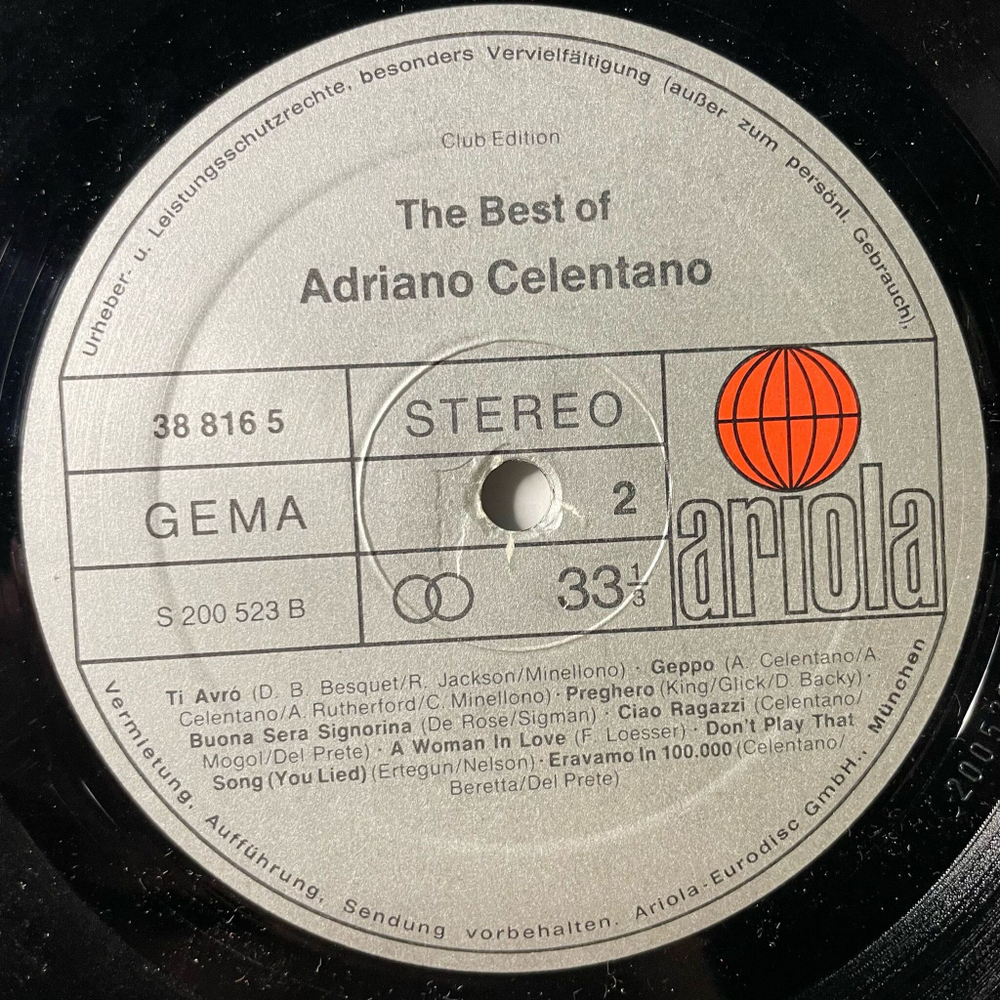 Urheber- u. Leistungsschutzrechte, besonders Vervielfältigung (außer zum persönl. Gebrauch),
Club Edition
The Best of
Adriano Celentano
38 816 5
STEREO
GEMA
2
S 200 523 B
33 1/3
ariola
Ti Avrò (D. B. Besquet/R. Jackson/Minellono) · Geppo (A. Celentano/A.
Celentano/A. Rutherford/C. Minellono) · Preghero (King/Glick/D. Backy) ·
Buona Sera Signorina (De Rose/Sigman) · Ciao Ragazzi (Celentano/
Mogol/Del Prete) · A Woman In Love (F. Loesser) · Don't Play That
Song (You Lied) (Ertegun/Nelson) · Eravamo In 100.000 (Celentano/
Beretta/Del Prete)
Vermietung, Aufführung, Sendung vorbehalten. Ariola-Eurodisc GmbH., München